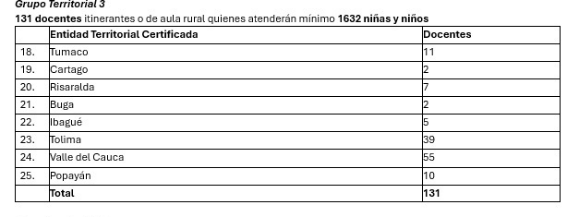 Grupo Territorial 3
131 docentes itinerantes o de aula rural quienes atenderán mínimo 1632 niñas y niños
Entidad Territorial Certificada Docentes
18. Tumaco 11
19. Cartago 2
20. Risaralda 7
21. Buga 2
22. Ibagué 5
23. Tolima 39
24. Valle del Cauca 55
25. Popayán 10
Total 131